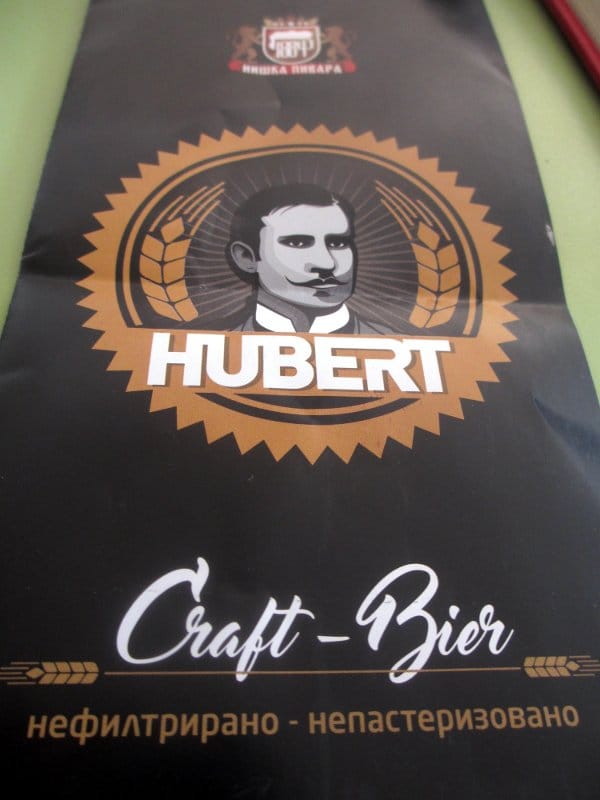 НИШКА ПИВАРА
HUBERT
Craft - Bier
нефилтрирано - непастеризовано